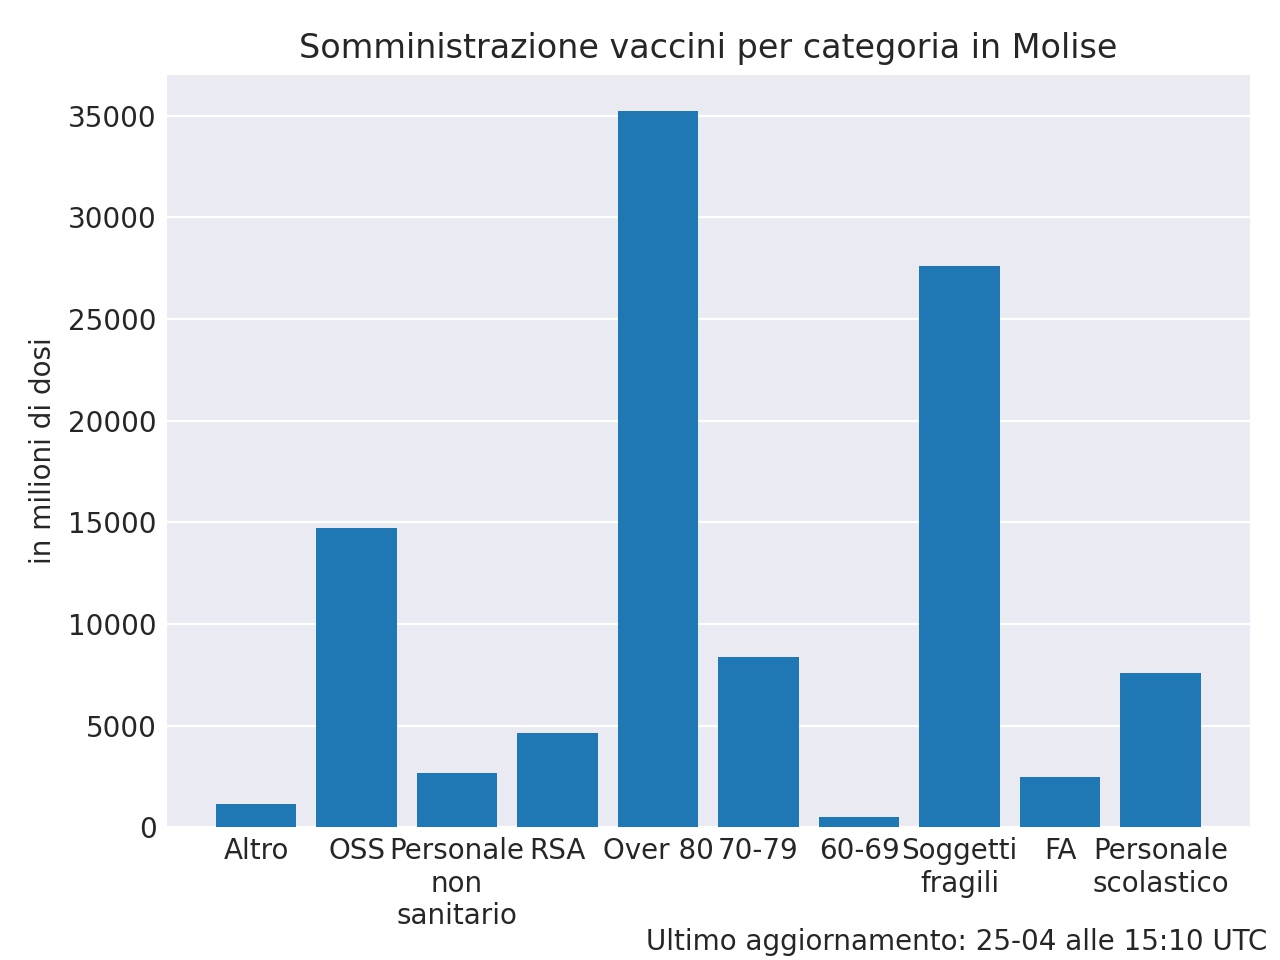 Somministrazione vaccini per categoria in Molise
in milioni di dosi
35000
30000
25000
20000
15000
10000
5000
0
Altro
OSS
Personale
non
sanitario
RSA
Over 80
70-79
60-69
Soggetti
fragili
FA
Personale
scolastico
Ultimo aggiornamento: 25-04 alle 15:10 UTC